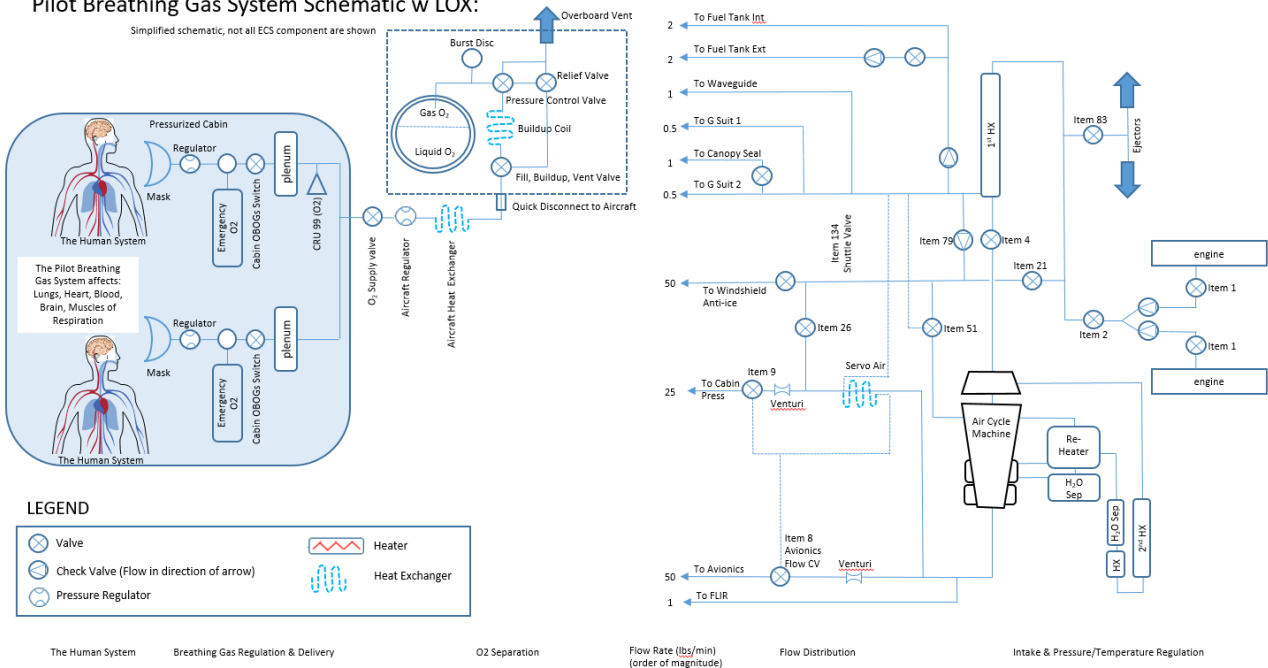 Pilot Breathing Gas System Schematic w LOX:
Simplified schematic, not all ECS component are shown
Overboard Vent
Burst Disc
Relief Valve
Pressure Control Valve
Gas O₂
Buildup Coil
Liquid O₂
Fill, Buildup, Vent Valve
Quick Disconnect to Aircraft
Pressurized Cabin
Regulator
Mask
Emergency
O2
Cabin OBOGs Switch
plenum
CRU 99 (O2)
The Human System
The Pilot Breathing
Gas System affects:
Lungs, Heart, Blood,
Brain, Muscles of
Respiration
Regulator
Mask
Emergency
O2
Cabin OBOGs Switch
plenum
The Human System
O₂ Supply valve
Aircraft Regulator
Aircraft Heat Exchanger
2
To Fuel Tank Int
2
To Fuel Tank Ext
1
To Waveguide
0.5
To G Suit 1
1
To Canopy Seal
0.5
To G Suit 2
1st HX
Item 83
Ejectors
Item 134
Shuttle Valve
Item 79
Item 4
Item 21
50
To Windshield
Anti-ice
Item 26
Item 51
Item 2
engine
Item 1
Item 1
engine
25
To Cabin
Press
Item 9
Venturi
Servo Air
Air Cycle
Machine
Re-
Heater
H₂O
Sep
H₂O Sep
HX
2nd HX
Item 8
Avionics
Flow CV
Venturi
50
To Avionics
1
To FLIR
LEGEND
Valve
Heater
Check Valve (Flow in direction of arrow)
Heat Exchanger
Pressure Regulator
The Human System
Breathing Gas Regulation & Delivery
O2 Separation
Flow Rate (lbs/min)
(order of magnitude)
Flow Distribution
Intake & Pressure/Temperature Regulation